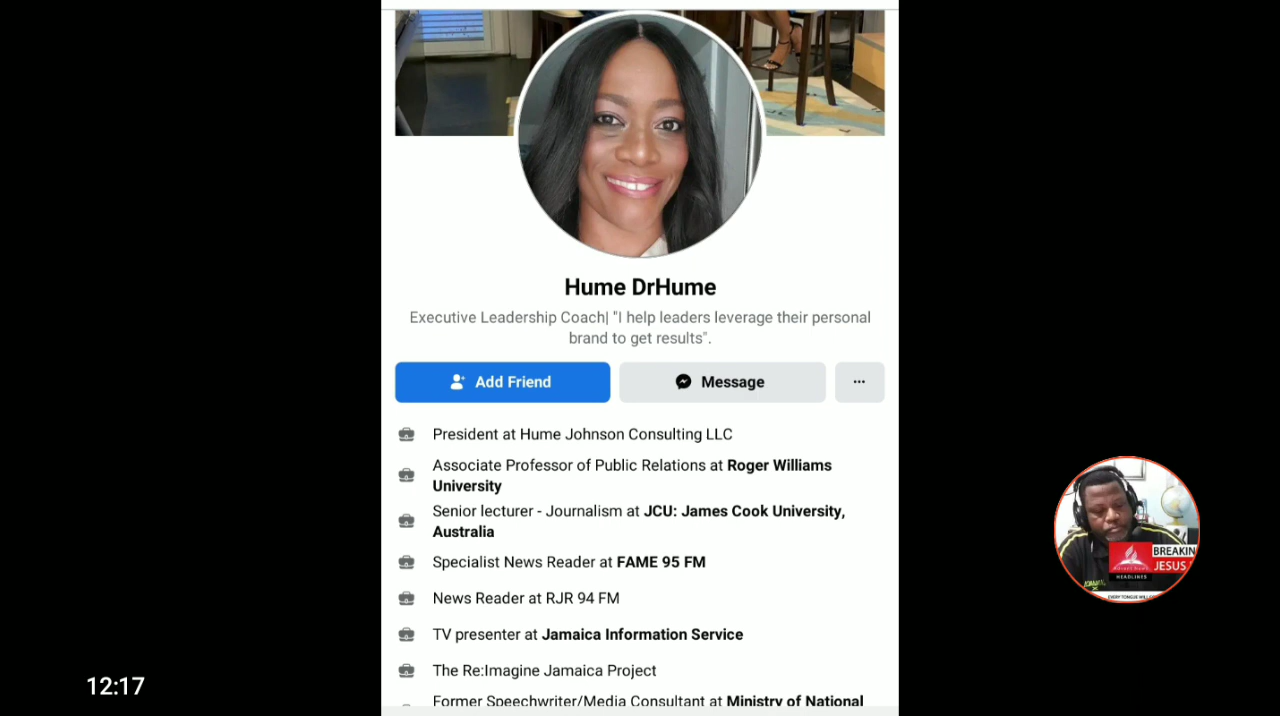 Hume DrHume
Executive Leadership Coach| "I help leaders leverage their personal
brand to get results".
Add Friend
Message
President at Hume Johnson Consulting LLC
Associate Professor of Public Relations at Roger Williams
University
Senior lecturer - Journalism at JCU: James Cook University,
Australia
Specialist News Reader at FAME 95 FM
News Reader at RJR 94 FM
TV presenter at Jamaica Information Service
The Re:Imagine Jamaica Project
Former Speechwriter/Media Consultant at Ministry of National
BREAKIN
JESUS
HEADLINES
12:17